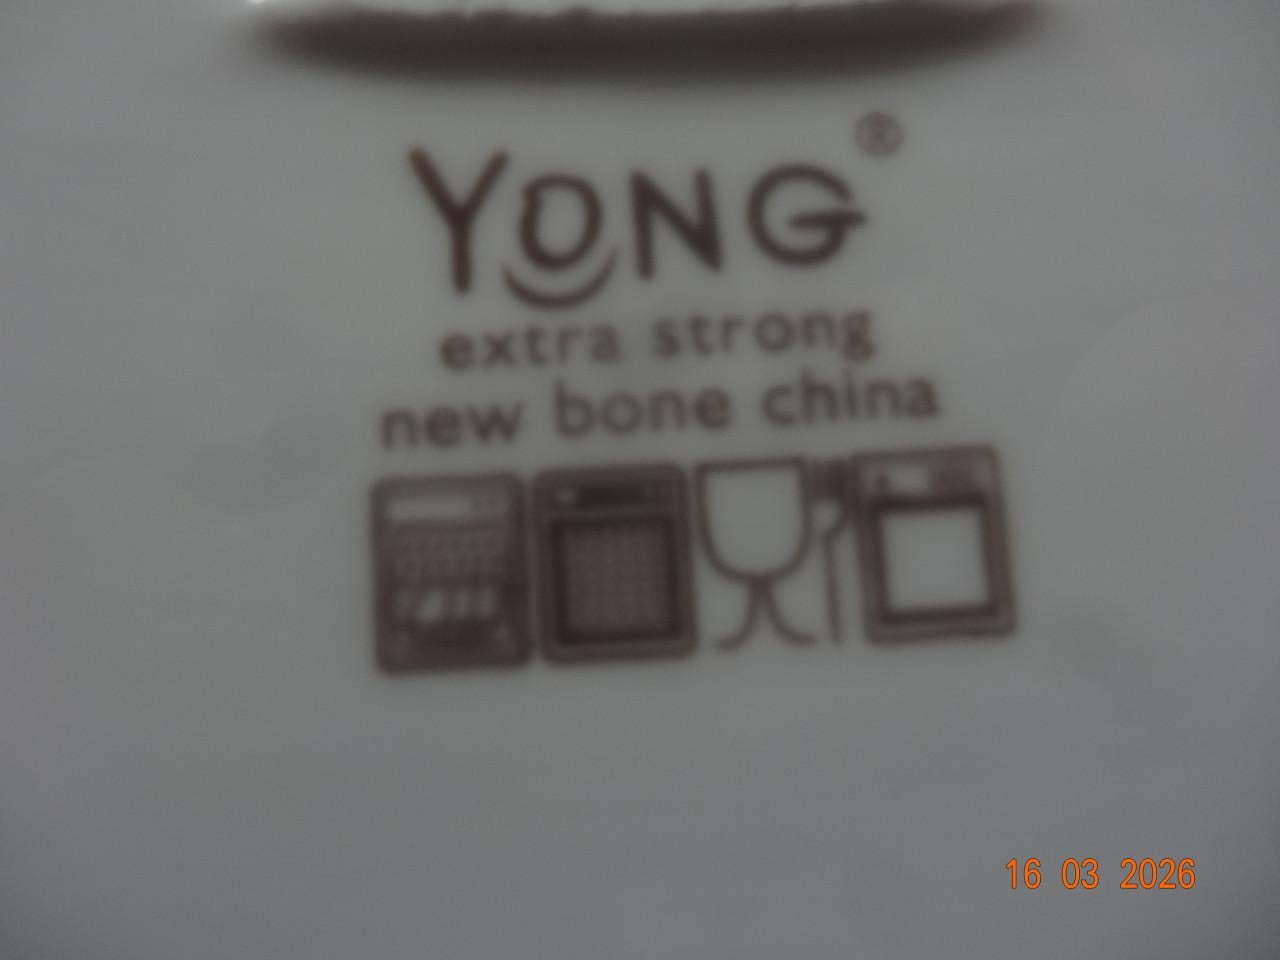 YONG®
extra strong
new bone china
16 03 2026